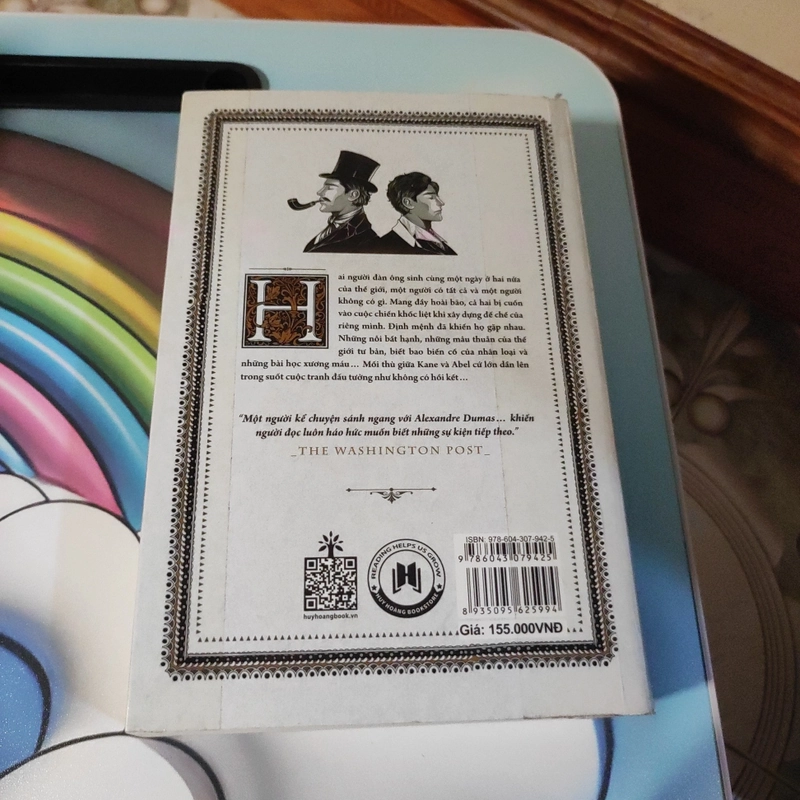 Hai người đàn ông sinh cùng một ngày ở hai nửa
của thế giới, một người có tất cả và một người
không có gì. Mang đầy hoài bão, cả hai bị cuốn
vào cuộc chiến khốc liệt khi xây dựng đế chế của
riêng mình. Định mệnh đã khiến họ gặp nhau.
Những nỗi bất hạnh, những mâu thuẫn của thế
giới tư bản, biết bao biến cố của nhân loại và
những bài học xương máu... Mối thù giữa Kane và Abel cứ lớn dần lên
trong suốt cuộc tranh đấu tưởng như không có hồi kết...
"Một người kể chuyện sánh ngang với Alexandre Dumas... khiến
người đọc luôn háo hức muốn biết những sự kiện tiếp theo."
_THE WASHINGTON POST_
huyhoangbook.vn
READING HELPS US GROW
HUY HOANG BOOKSTORE
ISBN: 978-604-307-942-5
9 786043 079425
8 935095 625994
Giá: 155.000VNĐ